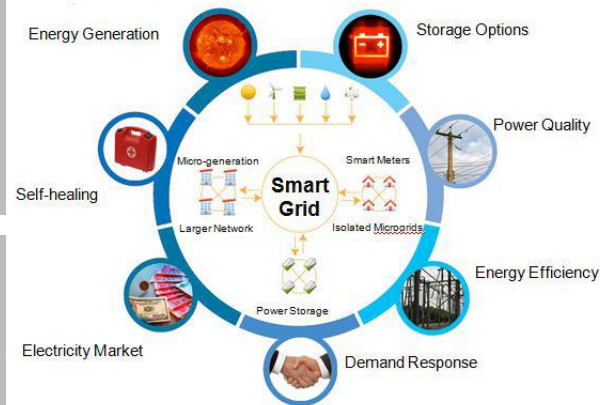 Energy Generation
Storage Options
Power Quality
Micro-generation
Smart Meters
Smart
Grid
Self-healing
Larger Network
Isolated Microgrids
Energy Efficiency
Power Storage
Electricity Market
Demand Response